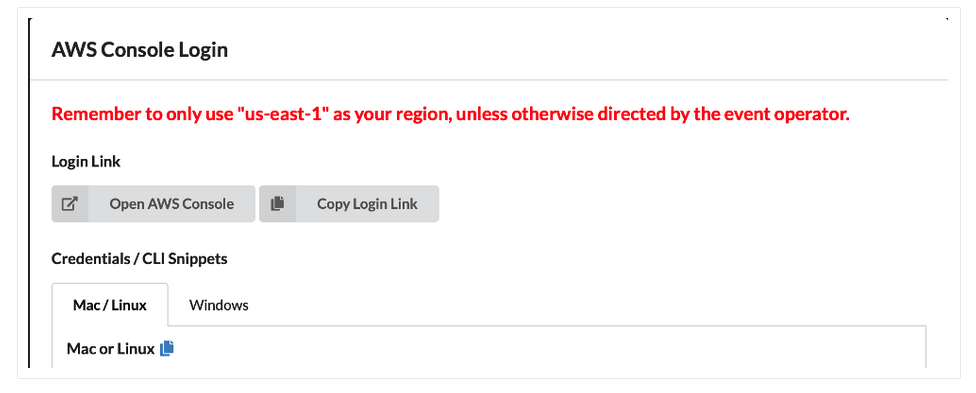 AWS Console Login
Remember to only use "us-east-1" as your region, unless otherwise directed by the event operator.
Login Link
Open AWS Console
Copy Login Link
Credentials / CLI Snippets
Mac / Linux
Windows
Mac or Linux